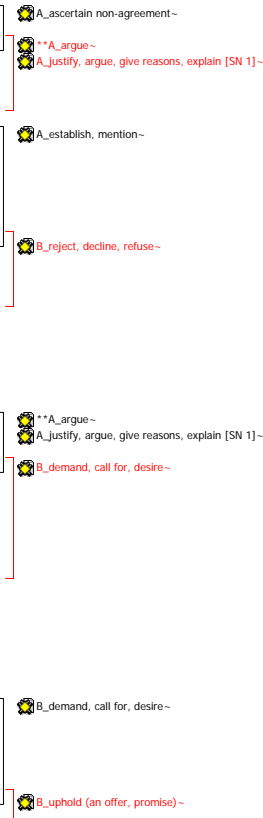 A_ascertain non-agreement~
**A_argue~
A_justify, argue, give reasons, explain [SN 1]~
A_establish, mention~
B_reject, decline, refuse~
**A_argue~
A_justify, argue, give reasons, explain [SN 1]~
B_demand, call for, desire~
B_demand, call for, desire~
B_uphold (an offer, promise)~